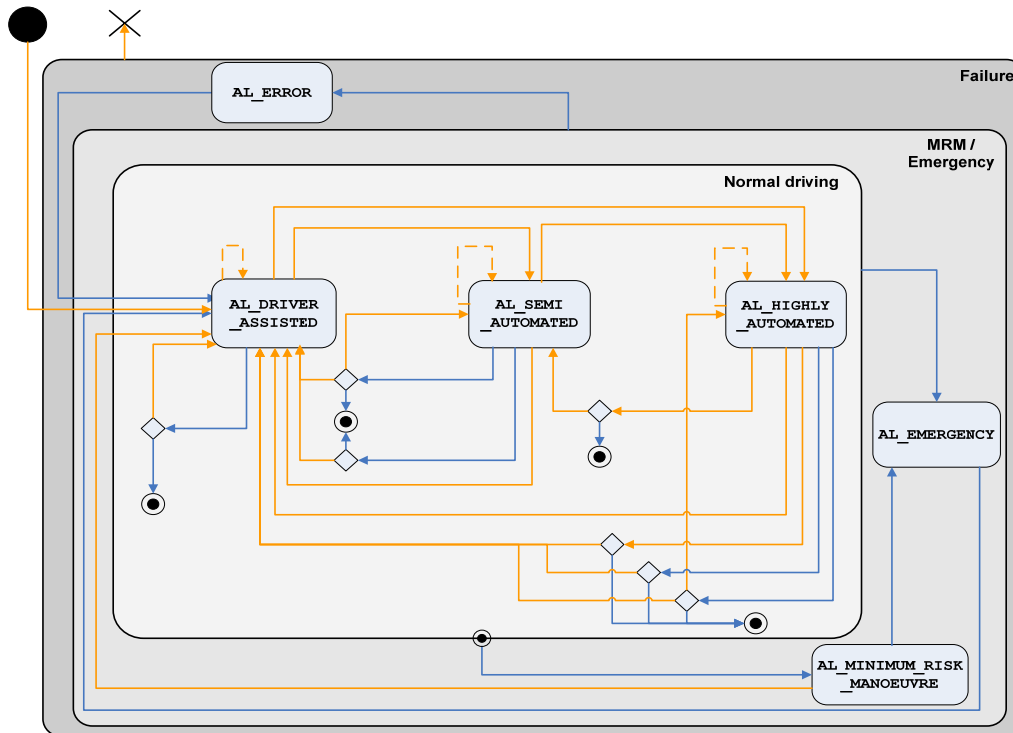 Failure
AL_ERROR
MRM /
Emergency
Normal driving
AL_DRIVER
_ASSISTED
AL_SEMI
_AUTOMATED
AL_HIGHLY
_AUTOMATED
AL_EMERGENCY
AL_MINIMUM_RISK
_MANOEUVRE